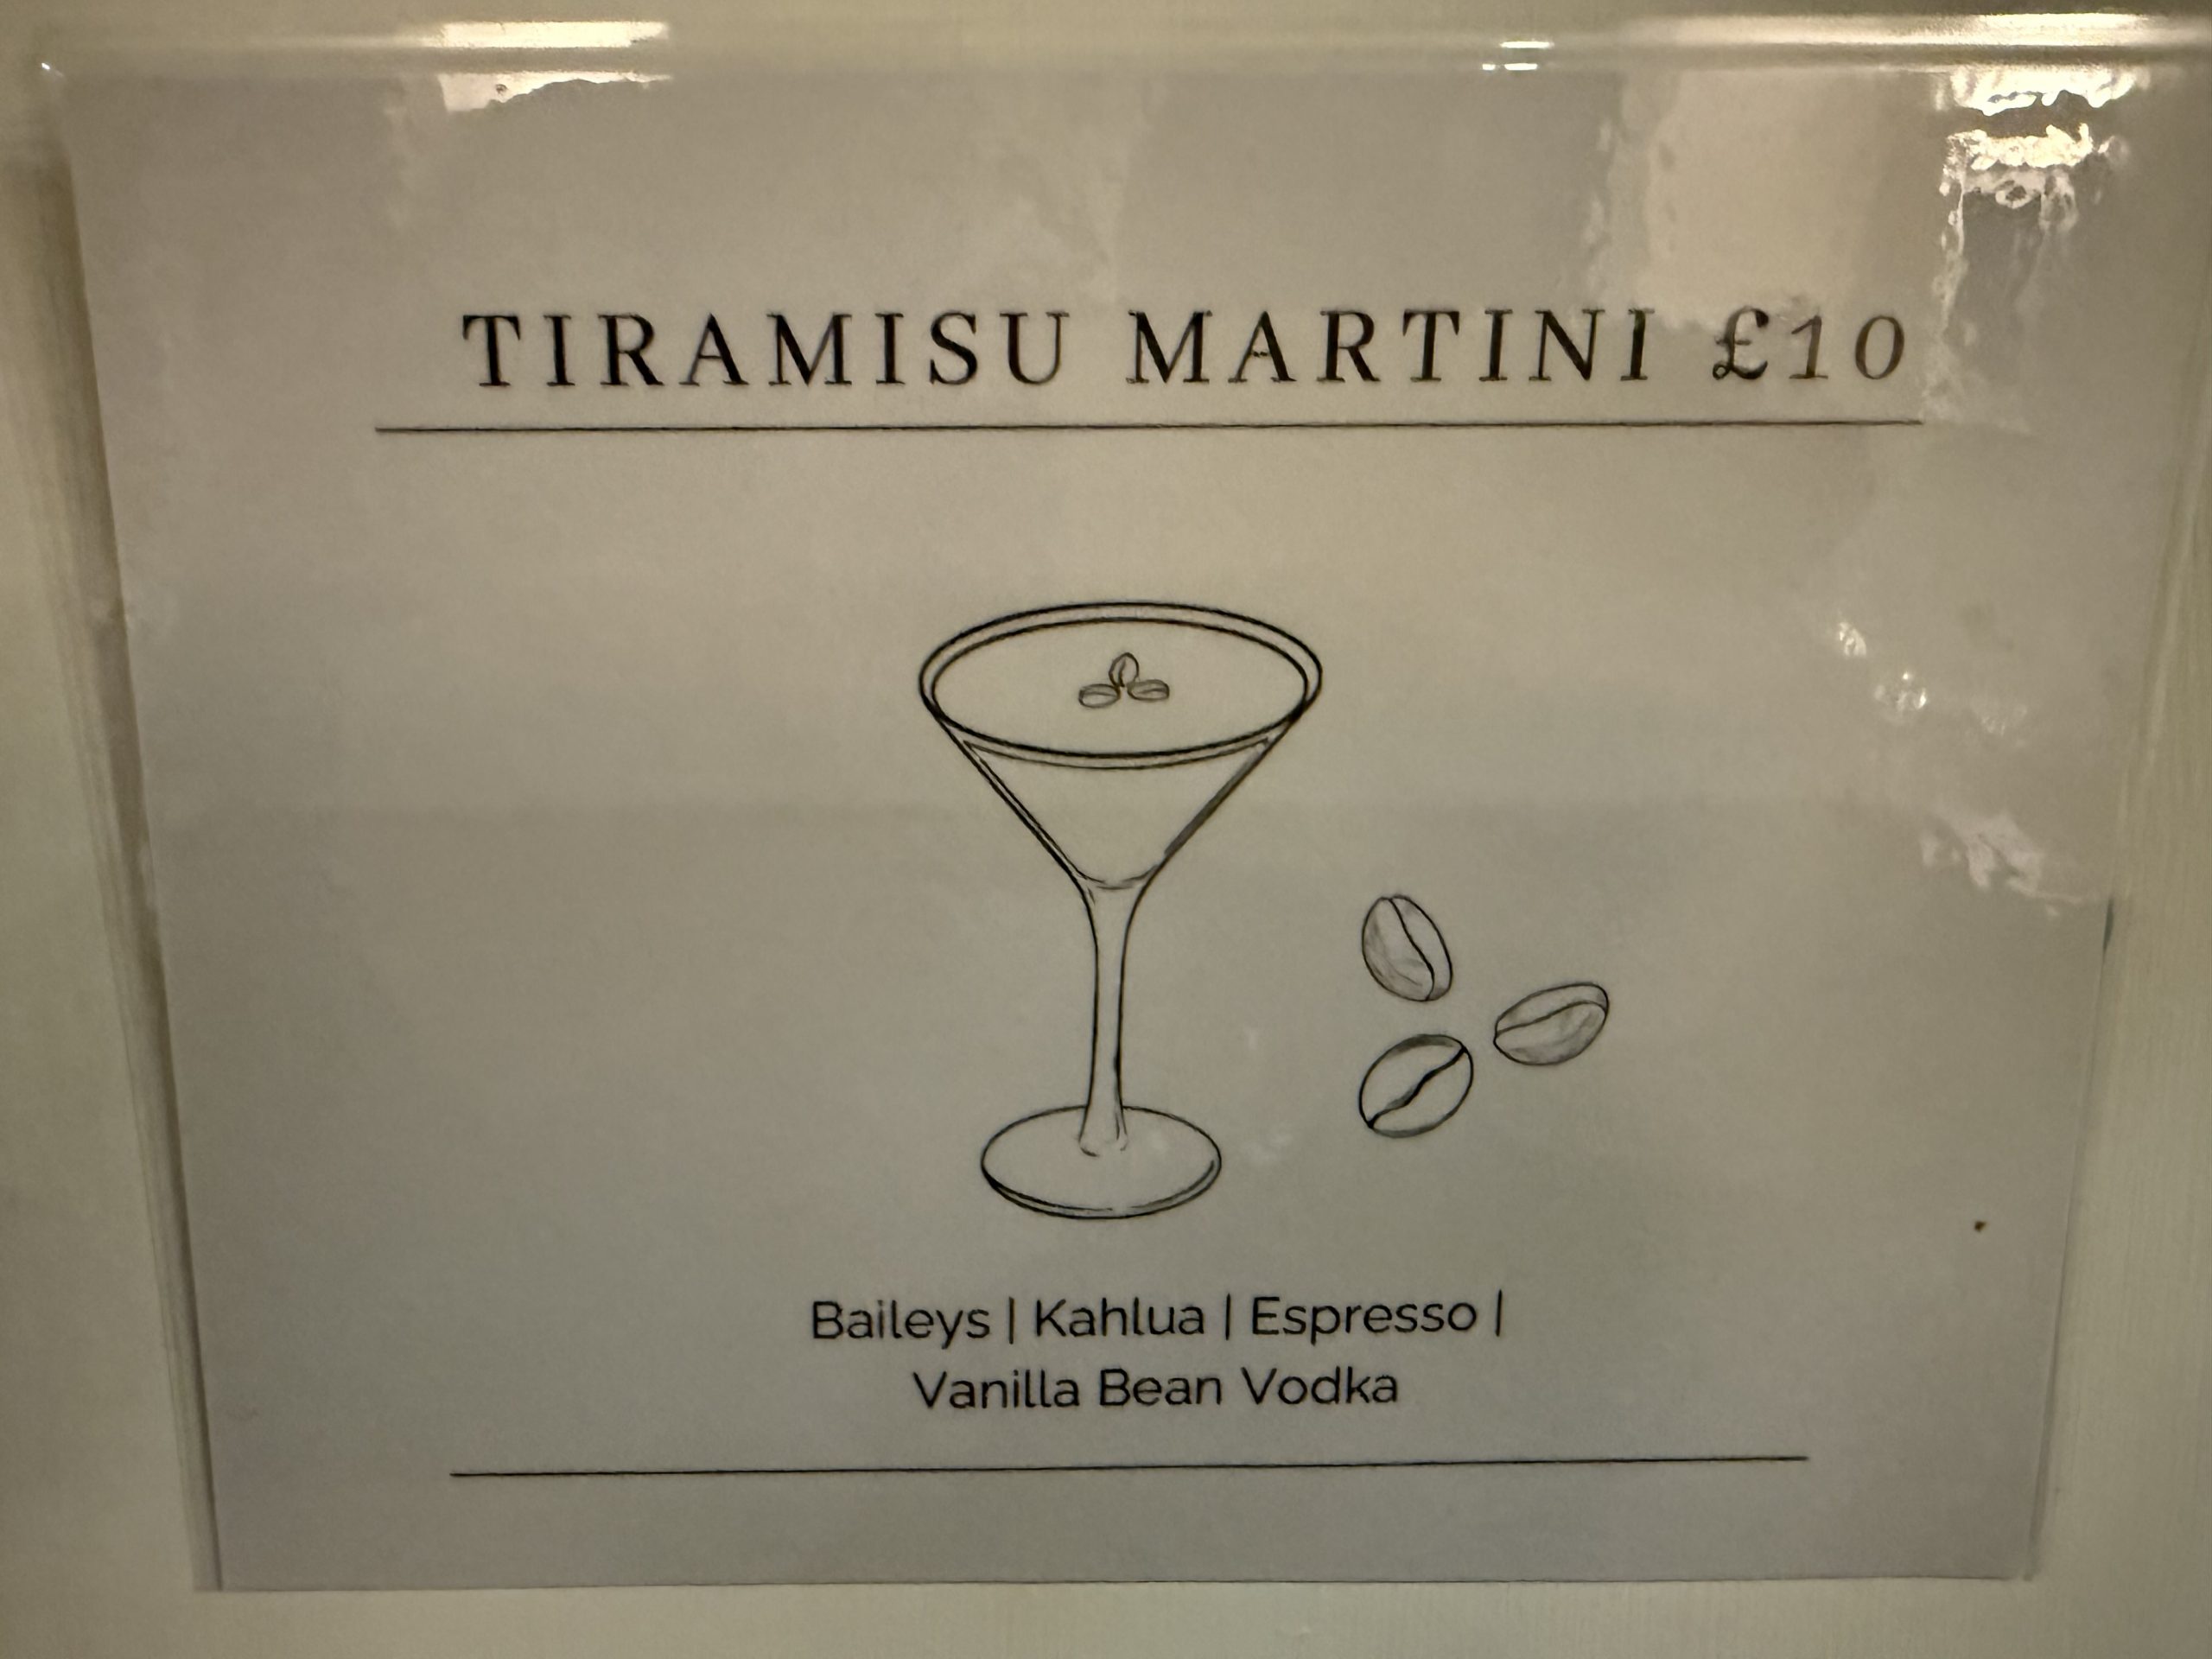 TIRAMISU MARTINI £10
Baileys | Kahlua | Espresso |
Vanilla Bean Vodka